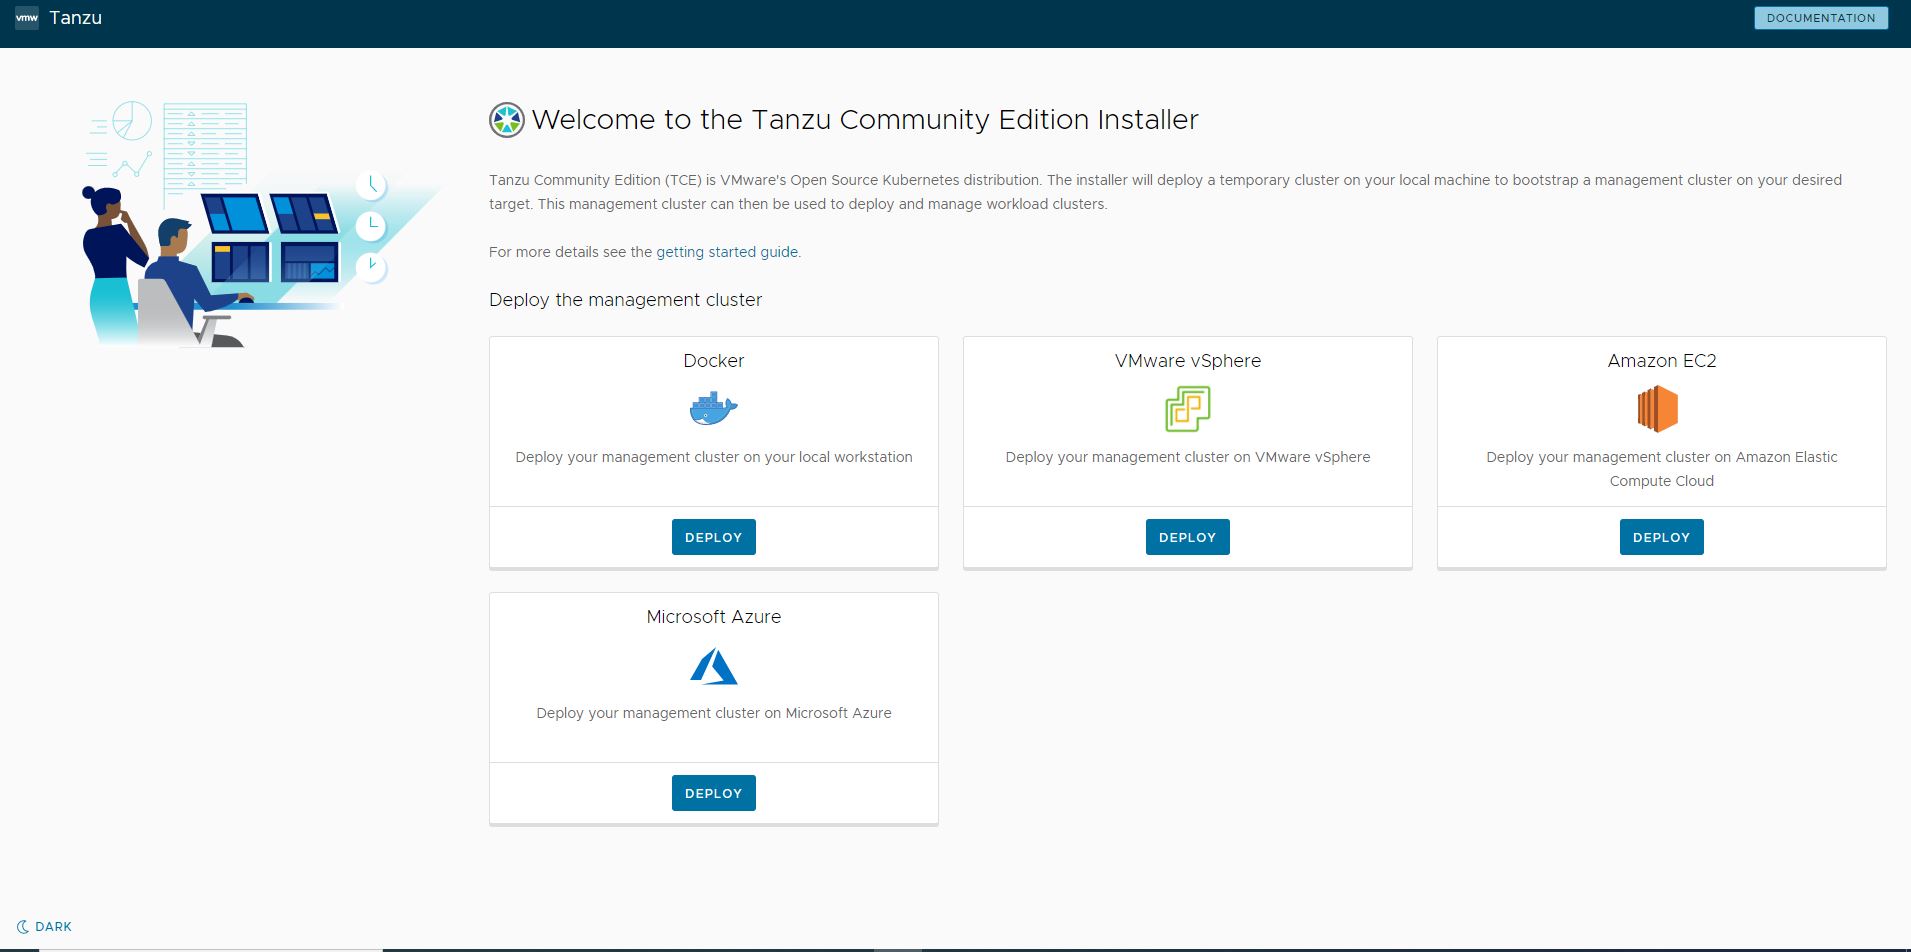 vmw Tanzu
DOCUMENTATION
Welcome to the Tanzu Community Edition Installer
Tanzu Community Edition (TCE) is VMware's Open Source Kubernetes distribution. The installer will deploy a temporary cluster on your local machine to bootstrap a management cluster on your desired
target. This management cluster can then be used to deploy and manage workload clusters.
For more details see the getting started guide.
Deploy the management cluster
Docker
Deploy your management cluster on your local workstation
DEPLOY
VMware vSphere
Deploy your management cluster on VMware vSphere
DEPLOY
Amazon EC2
Deploy your management cluster on Amazon Elastic
Compute Cloud
DEPLOY
Microsoft Azure
Deploy your management cluster on Microsoft Azure
DEPLOY
DARK